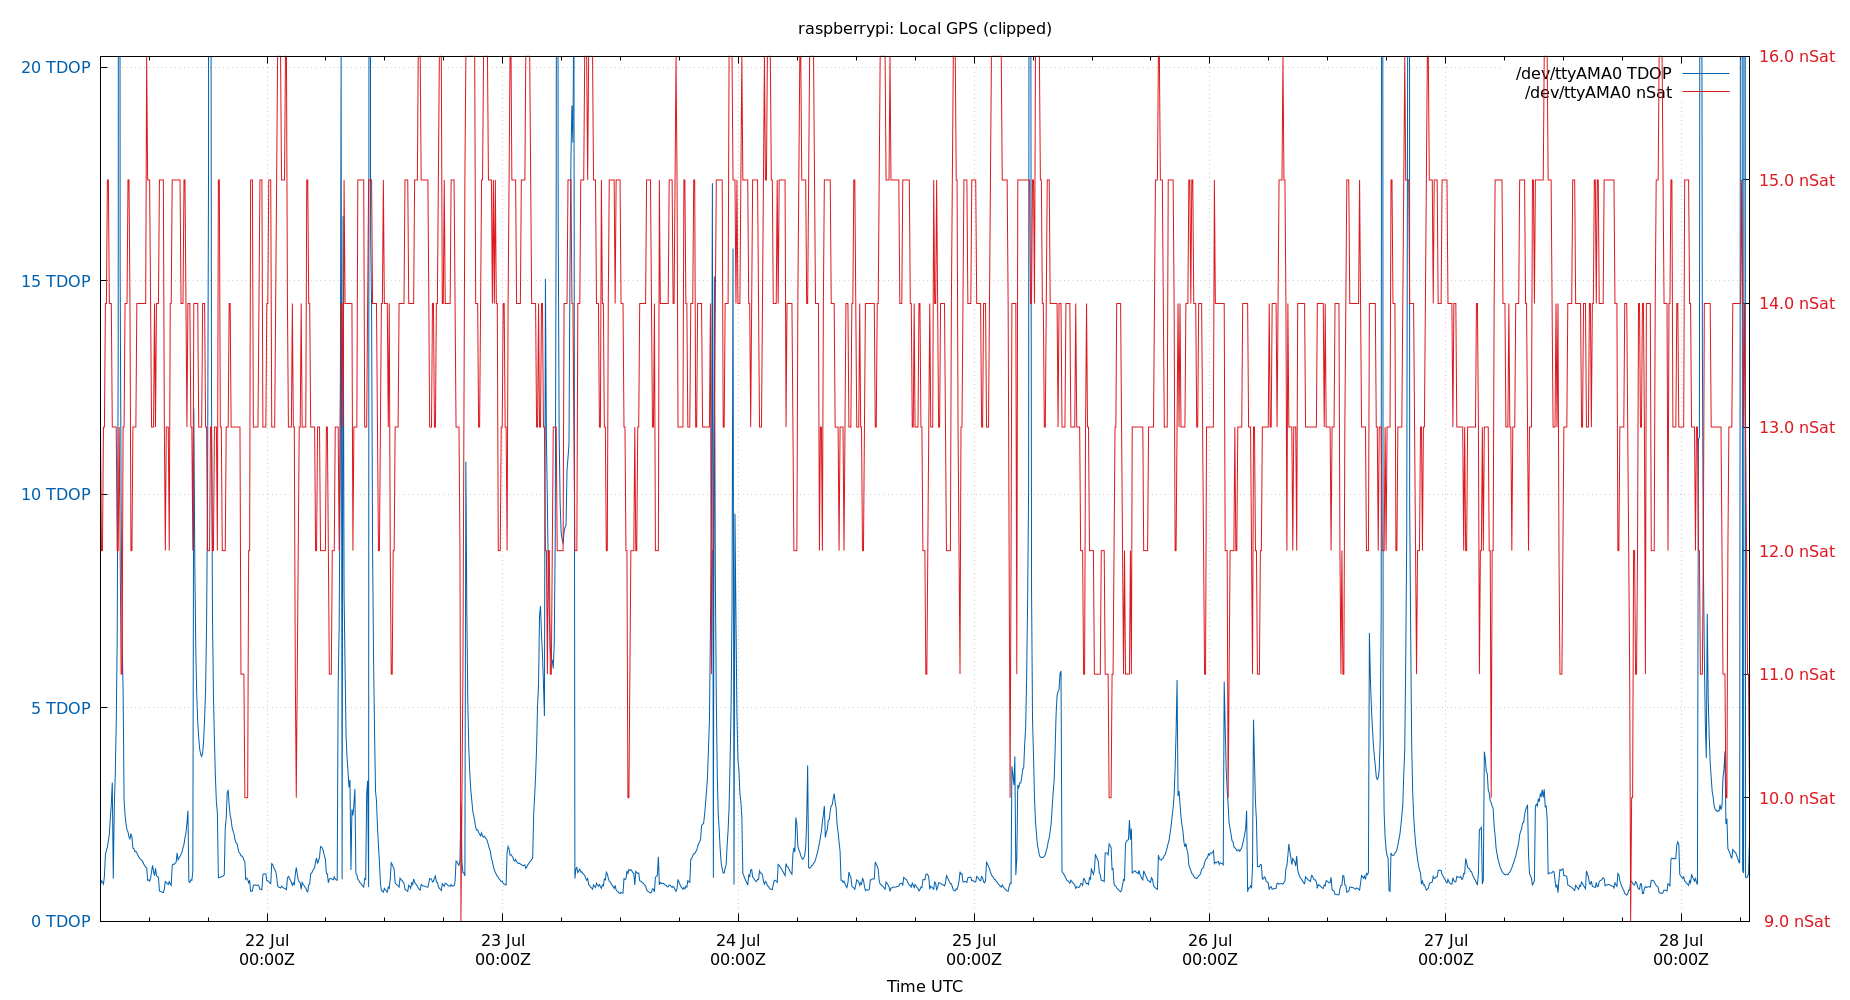 raspberrypi: Local GPS (clipped)
20 TDOP
15 TDOP
10 TDOP
5 TDOP
0 TDOP
16.0 nSat
15.0 nSat
14.0 nSat
13.0 nSat
12.0 nSat
11.0 nSat
10.0 nSat
9.0 nSat
/dev/ttyAMA0 TDOP
/dev/ttyAMA0 nSat
22 Jul 23 Jul 24 Jul 25 Jul 26 Jul 27 Jul 28 Jul
00:00Z 00:00Z 00:00Z 00:00Z 00:00Z 00:00Z 00:00Z
Time UTC